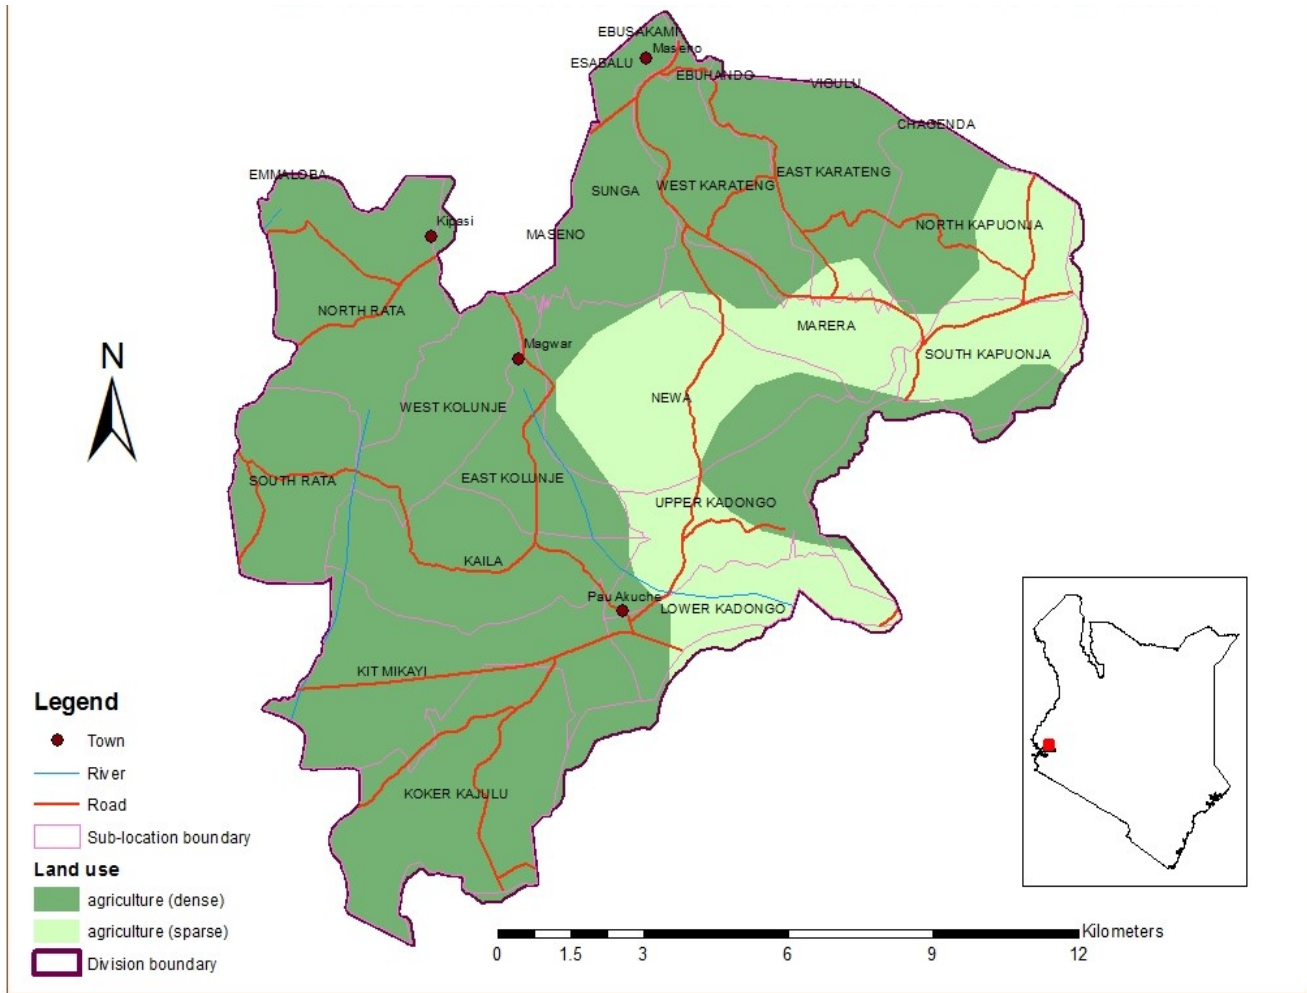 EBUSAKAMI
Maseno
ESABALU
EBUHANDO
VIGULU
CHAGENDA
EMMALOBA
EAST KARATENG
WEST KARATENG
SUNGA
Kipasi
NORTH KAPUONJA
MASENO
NORTH RATA
MARERA
Magwar
SOUTH KAPUONJA
N
NEWA
WEST KOLUNJE
EAST KOLUNJE
SOUTH RATA
UPPER KADONGO
KAILA
Pau Akuche
LOWER KADONGO
KIT MIKAYI
KOKER KAJULU
Legend
Town
River
Road
Sub-location boundary
Land use
agriculture (dense)
agriculture (sparse)
Division boundary
Kilometers
0 1.5 3 6 9 12